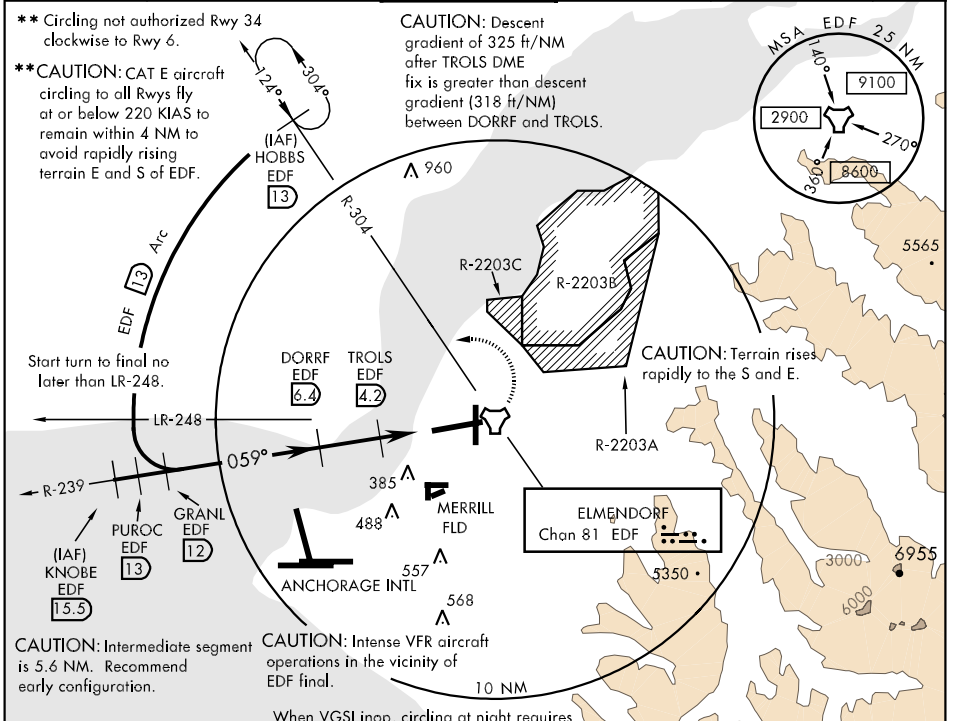 ** Circling not authorized Rwy 34
clockwise to Rwy 6.
**CAUTION: CAT E aircraft
circling to all Rwys fly
at or below 220 KIAS to
remain within 4 NM to
avoid rapidly rising
terrain E and S of EDF.
CAUTION: Descent
gradient of 325 ft/NM
after TROLS DME
fix is greater than descent
gradient (318 ft/NM)
between DORRF and TROLS.
MSA EDF 25 NM
140°
9100
2900
270°
360°
8600
124°
304°
(IAF)
HOBBS
EDF
13
R-304
960
EDF 13 Arc
R-2203C
R-2203B
5565
Start turn to final no
later than LR-248.
DORRF
EDF
6.4
TROLS
EDF
4.2
CAUTION: Terrain rises
rapidly to the S and E.
LR-248
R-2203A
059°
R-239
385
488
MERRILL
FLD
ELMENDORF
Chan 81 EDF
GRANL
EDF
12
PUROC
EDF
13
(IAF)
KNOBE
EDF
15.5
ANCHORAGE INTL
557
568
5350
3000
6955
6000
CAUTION: Intermediate segment
is 5.6 NM. Recommend
early configuration.
CAUTION: Intense VFR aircraft
operations in the vicinity of
EDF final.
10 NM
When VGSI inop, circling at night requires